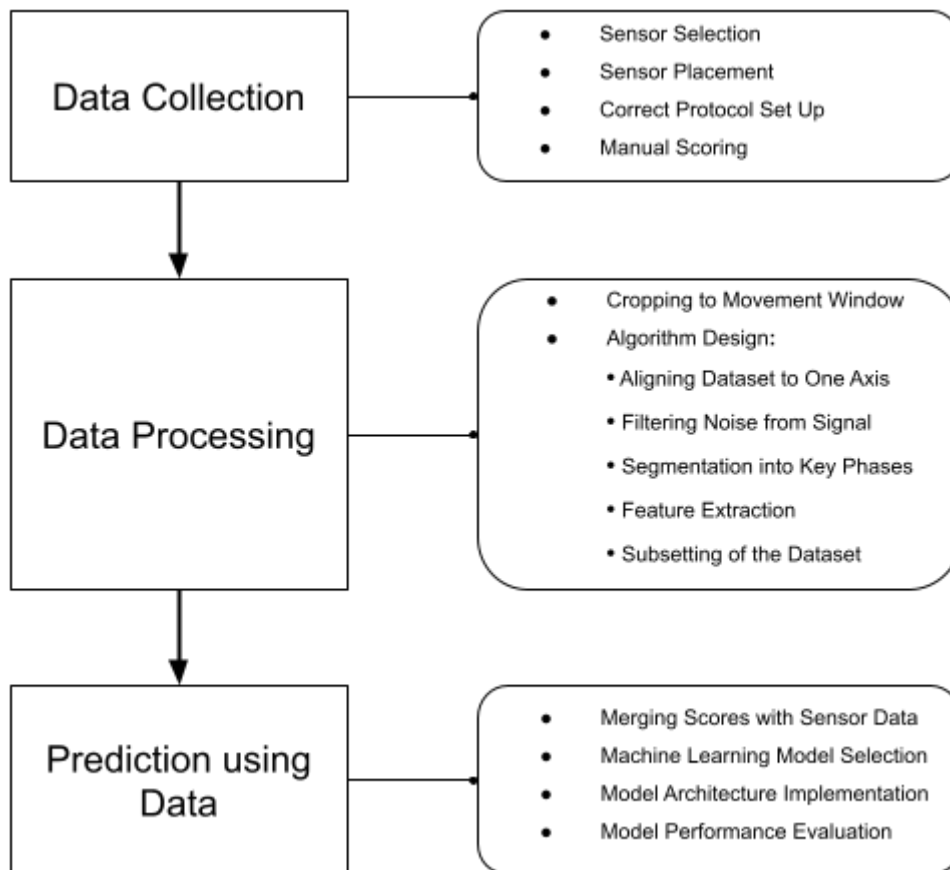 Data Collection
• Sensor Selection
• Sensor Placement
• Correct Protocol Set Up
• Manual Scoring
Data Processing
• Cropping to Movement Window
• Algorithm Design:
• Aligning Dataset to One Axis
• Filtering Noise from Signal
• Segmentation into Key Phases
• Feature Extraction
• Subsetting of the Dataset
Prediction using
Data
• Merging Scores with Sensor Data
• Machine Learning Model Selection
• Model Architecture Implementation
• Model Performance Evaluation